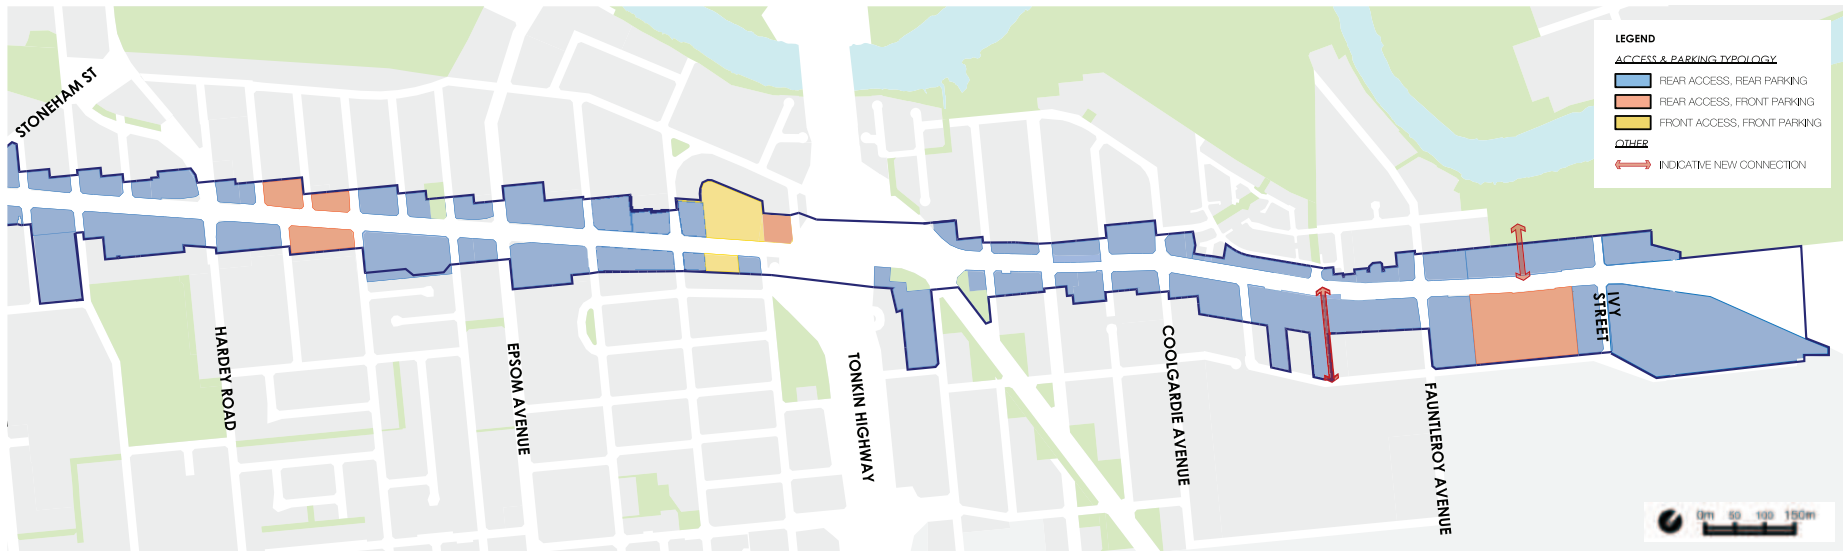 STONEHAM ST
HARDEY ROAD
EPSOM AVENUE
TONKIN HIGHWAY
COOLGARDIE AVENUE
FAUNTLEROY AVENUE
IVY
STREET
LEGEND
ACCESS & PARKING TYPOLOGY
REAR ACCESS, REAR PARKING
REAR ACCESS, FRONT PARKING
FRONT ACCESS, FRONT PARKING
OTHER
INDICATIVE NEW CONNECTION
0m 50 100 150m